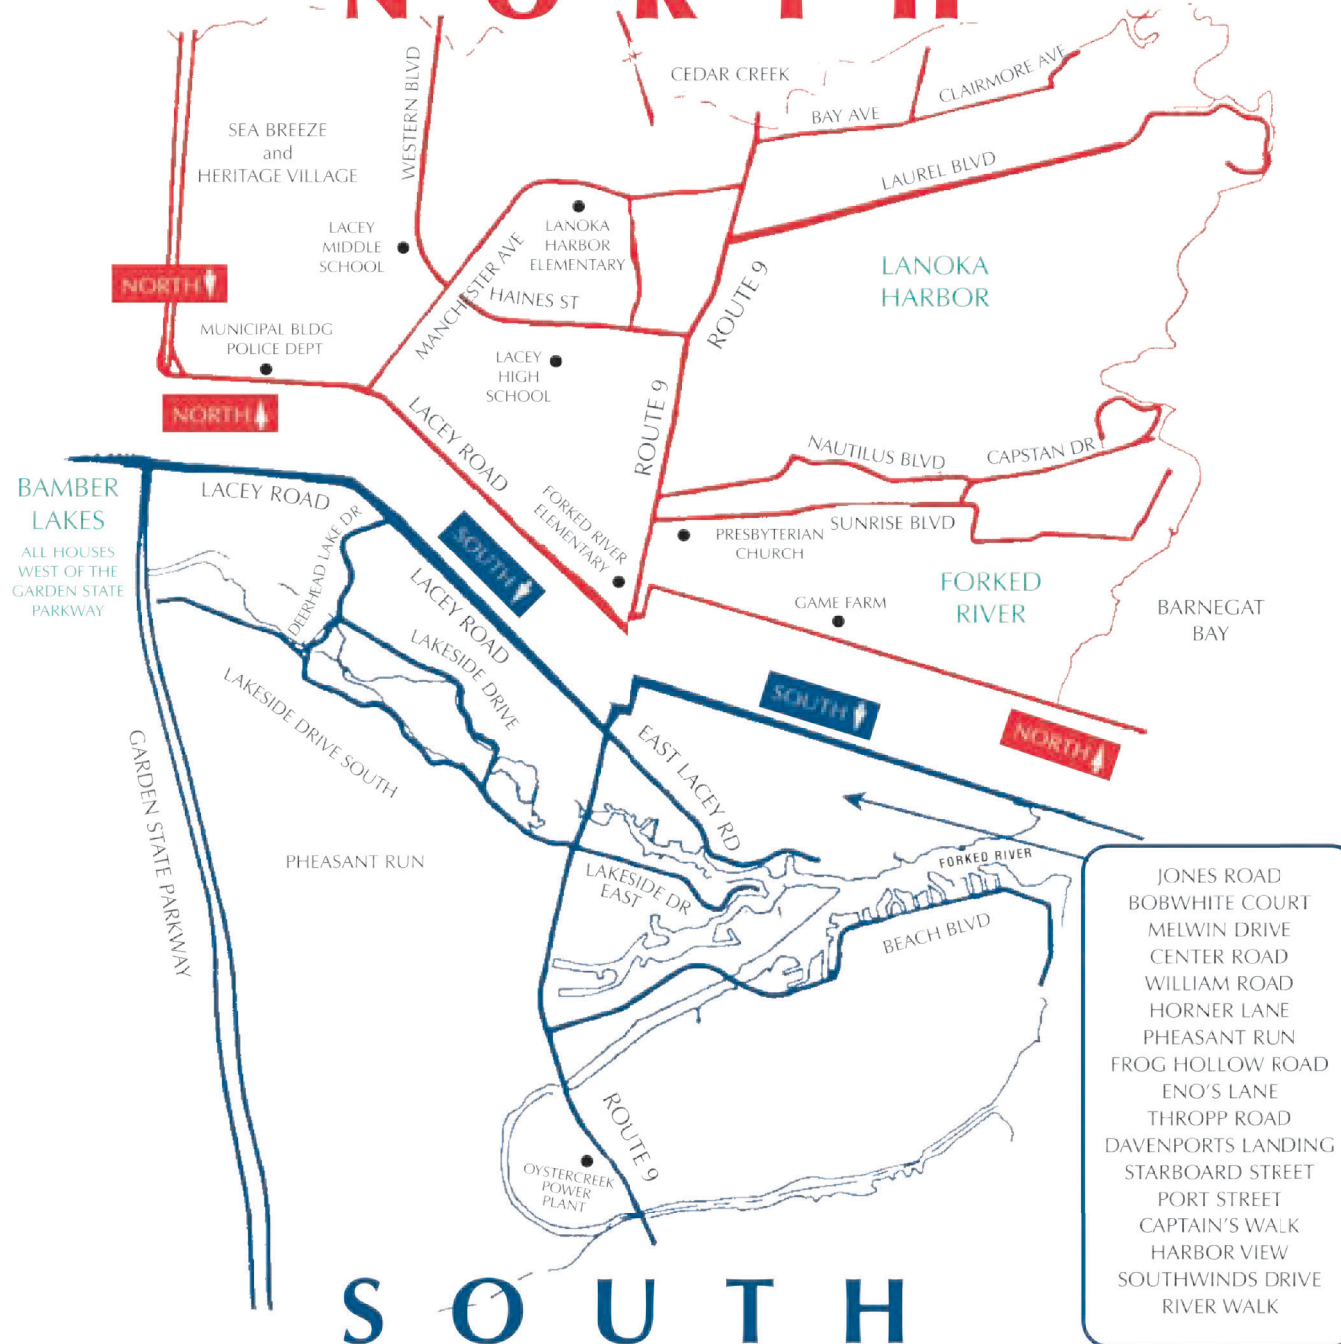 NORTH
CEDAR CREEK
WESTERN BLVD
CLAIRMORE AVE
BAY AVE
SEA BREEZE
and
HERITAGE VILLAGE
LAUREL BLVD
LACEY
MIDDLE
SCHOOL
LANOKA
HARBOR
ELEMENTARY
MANCHESTER AVE
HAINES ST
ROUTE 9
LANOKA
HARBOR
NORTH
MUNICIPAL BLDG
POLICE DEPT
LACEY
HIGH
SCHOOL
NORTH
LACEY ROAD
ROUTE 9
NAUTILUS BLVD
CAPSTAN DR
BAMBER
LAKES
ALL HOUSES
WEST OF THE
GARDEN STATE
PARKWAY
LACEY ROAD
FORKED RIVER
ELEMENTARY
PRESBYTERIAN
CHURCH
SUNRISE BLVD
DEERHEAD LAKE DR
SOUTH
FORKED
RIVER
GAME FARM
BARNEGAT
BAY
LACEY ROAD
LAKESIDE DRIVE
LAKESIDE DRIVE SOUTH
SOUTH
NORTH
GARDEN STATE PARKWAY
EAST LACEY RD
PHEASANT RUN
FORKED RIVER
LAKESIDE DR
EAST
BEACH BLVD
ROUTE 9
OYSTERCREEK
POWER
PLANT
JONES ROAD
BOBWHITE COURT
MELWIN DRIVE
CENTER ROAD
WILLIAM ROAD
HORNER LANE
PHEASANT RUN
FROG HOLLOW ROAD
ENO'S LANE
THROPP ROAD
DAVENPORTS LANDING
STARBOARD STREET
PORT STREET
CAPTAIN'S WALK
HARBOR VIEW
SOUTHWINDS DRIVE
RIVER WALK
SOUTH